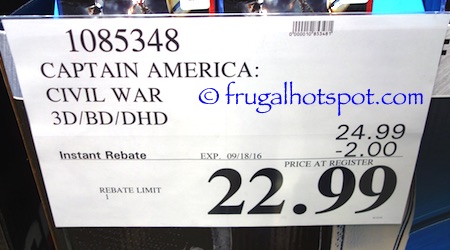 1085348
0000010853487
CAPTAIN AMERICA:
CIVIL WAR
3D/BD/DHD
© frugalhotspot.com
24.99
-2.00
Instant Rebate
EXP. 09/18/16
PRICE AT REGISTER
REBATE LIMIT
1
22.99